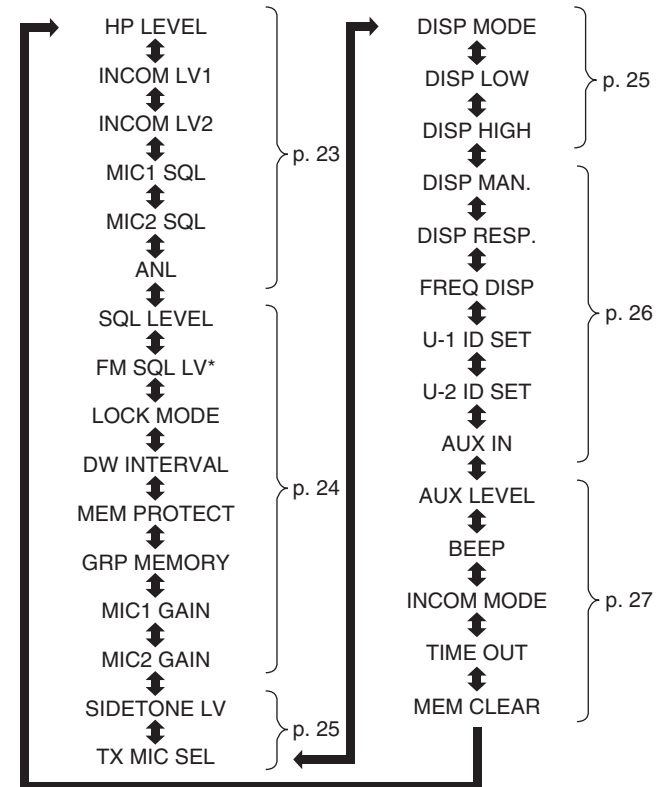 HP LEVEL
INCOM LV1
INCOM LV2
MIC1 SQL
MIC2 SQL
ANL
p. 23
SQL LEVEL
FM SQL LV*
LOCK MODE
DW INTERVAL
MEM PROTECT
GRP MEMORY
MIC1 GAIN
MIC2 GAIN
p. 24
SIDETONE LV
TX MIC SEL
p. 25
DISP MODE
DISP LOW
DISP HIGH
p. 25
DISP MAN.
DISP RESP.
FREQ DISP
U-1 ID SET
U-2 ID SET
AUX IN
p. 26
AUX LEVEL
BEEP
INCOM MODE
TIME OUT
MEM CLEAR
p. 27